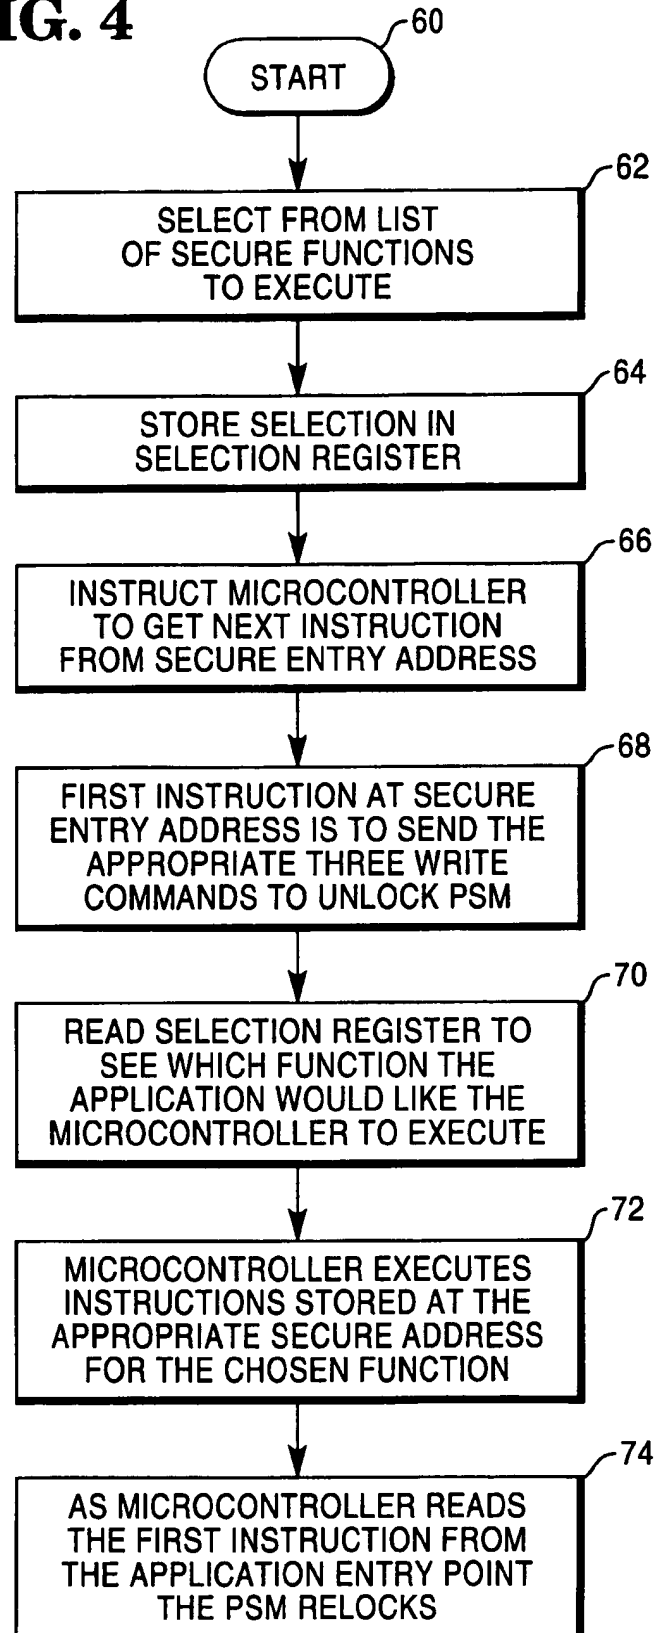 IG. 4
60
START
62
SELECT FROM LIST
OF SECURE FUNCTIONS
TO EXECUTE
64
STORE SELECTION IN
SELECTION REGISTER
66
INSTRUCT MICROCONTROLLER
TO GET NEXT INSTRUCTION
FROM SECURE ENTRY ADDRESS
68
FIRST INSTRUCTION AT SECURE
ENTRY ADDRESS IS TO SEND THE
APPROPRIATE THREE WRITE
COMMANDS TO UNLOCK PSM
70
READ SELECTION REGISTER TO
SEE WHICH FUNCTION THE
APPLICATION WOULD LIKE THE
MICROCONTROLLER TO EXECUTE
72
MICROCONTROLLER EXECUTES
INSTRUCTIONS STORED AT THE
APPROPRIATE SECURE ADDRESS
FOR THE CHOSEN FUNCTION
74
AS MICROCONTROLLER READS
THE FIRST INSTRUCTION FROM
THE APPLICATION ENTRY POINT
THE PSM RELOCKS